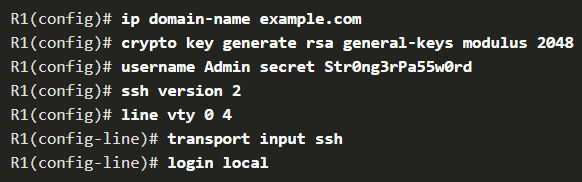 R1(config)# ip domain-name example.com
R1(config)# crypto key generate rsa general-keys modulus 2048
R1(config)# username Admin secret Str0ng3rPa55w0rd
R1(config)# ssh version 2
R1(config)# line vty 0 4
R1(config-line)# transport input ssh
R1(config-line)# login local